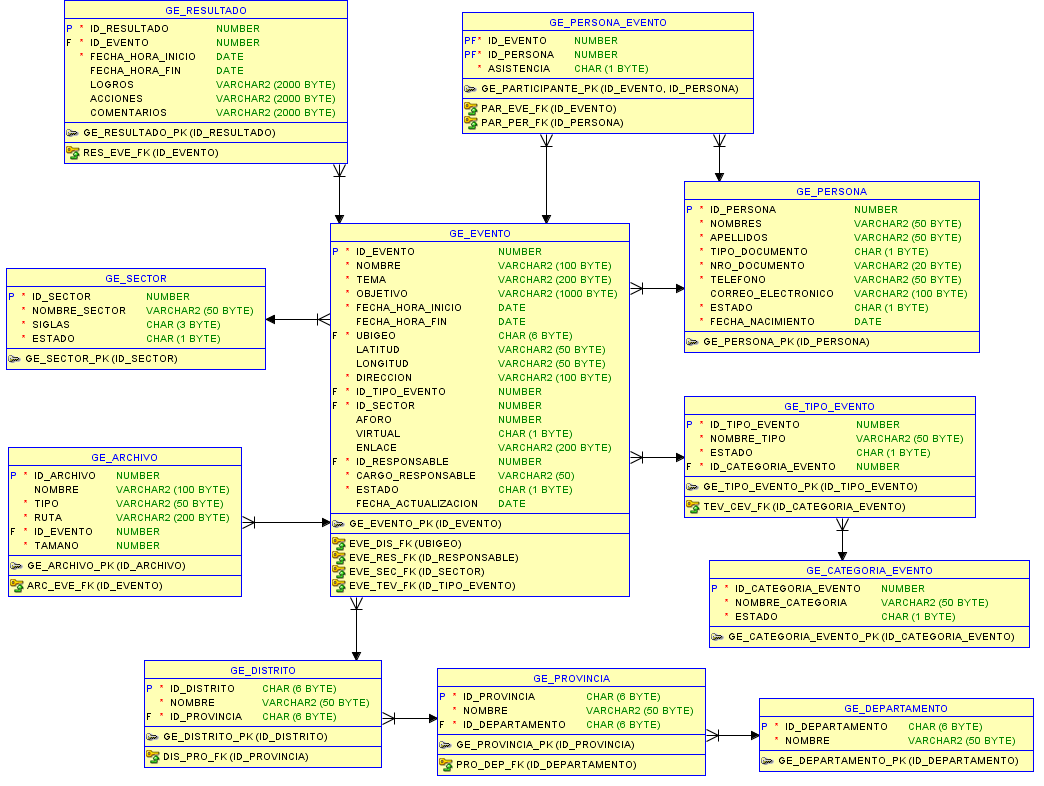 GE_RESULTADO
P * ID_RESULTADO NUMBER
F * ID_EVENTO NUMBER
* FECHA_HORA_INICIO DATE
FECHA_HORA_FIN DATE
LOGROS VARCHAR2 (2000 BYTE)
ACCIONES VARCHAR2 (2000 BYTE)
COMENTARIOS VARCHAR2 (2000 BYTE)
GE_RESULTADO_PK (ID_RESULTADO)
RES_EVE_FK (ID_EVENTO)
GE_PERSONA_EVENTO
PF* ID_EVENTO NUMBER
PF* ID_PERSONA NUMBER
* ASISTENCIA CHAR (1 BYTE)
GE_PARTICIPANTE_PK (ID_EVENTO, ID_PERSONA)
PAR_EVE_FK (ID_EVENTO)
PAR_PER_FK (ID_PERSONA)
GE_PERSONA
P * ID_PERSONA NUMBER
* NOMBRES VARCHAR2 (50 BYTE)
* APELLIDOS VARCHAR2 (50 BYTE)
* TIPO_DOCUMENTO CHAR (1 BYTE)
* NRO_DOCUMENTO VARCHAR2 (20 BYTE)
* TELEFONO VARCHAR2 (50 BYTE)
CORREO_ELECTRONICO VARCHAR2 (100 BYTE)
* ESTADO CHAR (1 BYTE)
* FECHA_NACIMIENTO DATE
GE_PERSONA_PK (ID_PERSONA)
GE_EVENTO
P * ID_EVENTO NUMBER
* NOMBRE VARCHAR2 (100 BYTE)
* TEMA VARCHAR2 (200 BYTE)
* OBJETIVO VARCHAR2 (1000 BYTE)
* FECHA_HORA_INICIO DATE
FECHA_HORA_FIN DATE
F * UBIGEO CHAR (6 BYTE)
LATITUD VARCHAR2 (50 BYTE)
LONGITUD VARCHAR2 (50 BYTE)
* DIRECCION VARCHAR2 (100 BYTE)
F * ID_TIPO_EVENTO NUMBER
F * ID_SECTOR NUMBER
AFORO NUMBER
VIRTUAL CHAR (1 BYTE)
ENLACE VARCHAR2 (200 BYTE)
F * ID_RESPONSABLE NUMBER
* CARGO_RESPONSABLE VARCHAR2 (50)
* ESTADO CHAR (1 BYTE)
FECHA_ACTUALIZACION DATE
GE_EVENTO_PK (ID_EVENTO)
EVE_DIS_FK (UBIGEO)
EVE_RES_FK (ID_RESPONSABLE)
EVE_SEC_FK (ID_SECTOR)
EVE_TEV_FK (ID_TIPO_EVENTO)
GE_SECTOR
P * ID_SECTOR NUMBER
* NOMBRE_SECTOR VARCHAR2 (50 BYTE)
* SIGLAS CHAR (3 BYTE)
* ESTADO CHAR (1 BYTE)
GE_SECTOR_PK (ID_SECTOR)
GE_TIPO_EVENTO
P * ID_TIPO_EVENTO NUMBER
* NOMBRE_TIPO VARCHAR2 (50 BYTE)
* ESTADO CHAR (1 BYTE)
F * ID_CATEGORIA_EVENTO NUMBER
GE_TIPO_EVENTO_PK (ID_TIPO_EVENTO)
TEV_CEV_FK (ID_CATEGORIA_EVENTO)
GE_ARCHIVO
P * ID_ARCHIVO NUMBER
NOMBRE VARCHAR2 (100 BYTE)
* TIPO VARCHAR2 (50 BYTE)
* RUTA VARCHAR2 (200 BYTE)
F * ID_EVENTO NUMBER
* TAMANO NUMBER
GE_ARCHIVO_PK (ID_ARCHIVO)
ARC_EVE_FK (ID_EVENTO)
GE_CATEGORIA_EVENTO
P * ID_CATEGORIA_EVENTO NUMBER
* NOMBRE_CATEGORIA VARCHAR2 (50 BYTE)
* ESTADO CHAR (1 BYTE)
GE_CATEGORIA_EVENTO_PK (ID_CATEGORIA_EVENTO)
GE_DISTRITO
P * ID_DISTRITO CHAR (6 BYTE)
* NOMBRE VARCHAR2 (50 BYTE)
F * ID_PROVINCIA CHAR (6 BYTE)
GE_DISTRITO_PK (ID_DISTRITO)
DIS_PRO_FK (ID_PROVINCIA)
GE_PROVINCIA
P * ID_PROVINCIA CHAR (6 BYTE)
* NOMBRE VARCHAR2 (50 BYTE)
F * ID_DEPARTAMENTO CHAR (6 BYTE)
GE_PROVINCIA_PK (ID_PROVINCIA)
PRO_DEP_FK (ID_DEPARTAMENTO)
GE_DEPARTAMENTO
P * ID_DEPARTAMENTO CHAR (6 BYTE)
* NOMBRE VARCHAR2 (50 BYTE)
GE_DEPARTAMENTO_PK (ID_DEPARTAMENTO)